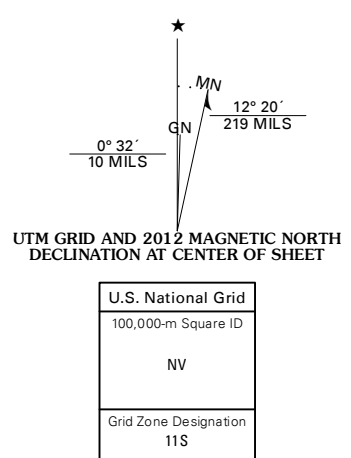 ★
MN
GN
12° 20´
219 MILS
0° 32´
10 MILS
UTM GRID AND 2012 MAGNETIC NORTH
DECLINATION AT CENTER OF SHEET
U.S. National Grid
100,000-m Square ID
NV
Grid Zone Designation
11S